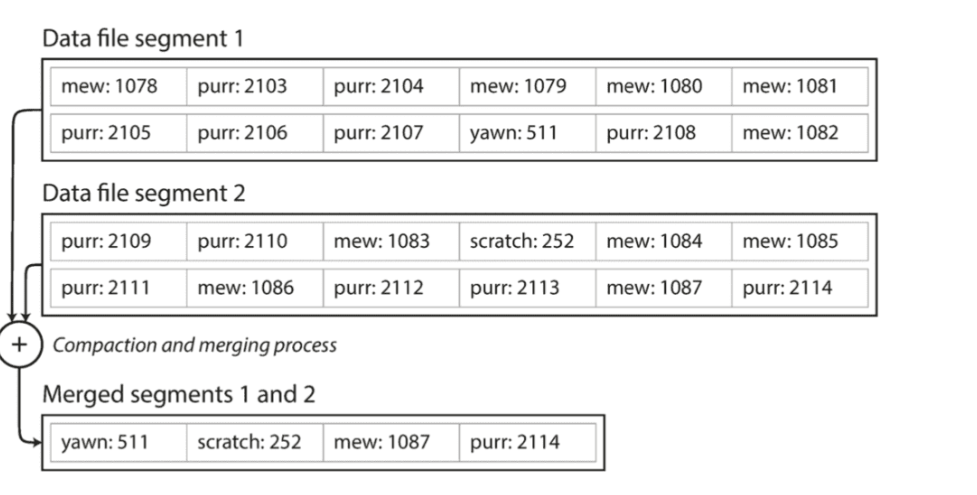 Data file segment 1
mew: 1078 purr: 2103 purr: 2104 mew: 1079 mew: 1080 mew: 1081
purr: 2105 purr: 2106 purr: 2107 yawn: 511 purr: 2108 mew: 1082
Data file segment 2
purr: 2109 purr: 2110 mew: 1083 scratch: 252 mew: 1084 mew: 1085
purr: 2111 mew: 1086 purr: 2112 purr: 2113 mew: 1087 purr: 2114
+ Compaction and merging process
Merged segments 1 and 2
yawn: 511 scratch: 252 mew: 1087 purr: 2114